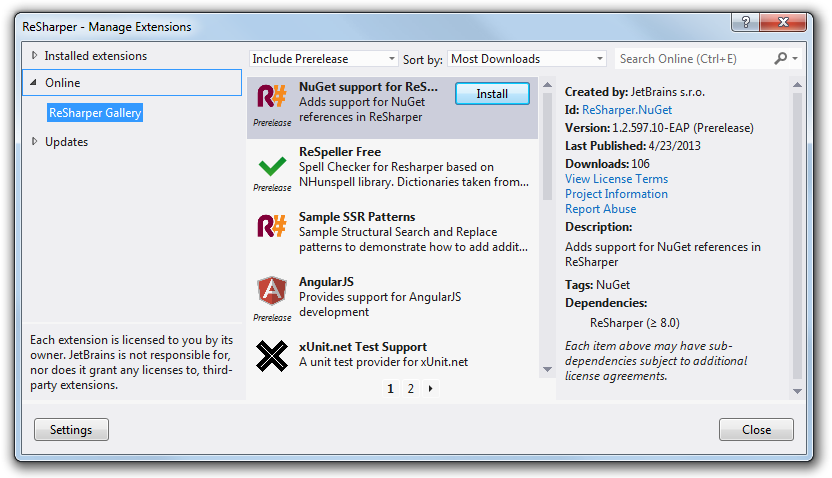 ReSharper - Manage Extensions
Installed extensions
Online
ReSharper Gallery
Updates
Each extension is licensed to you by its
owner. JetBrains is not responsible for,
nor does it grant any licenses to, third-
party extensions.
Include Prerelease
Sort by:
Most Downloads
Search Online (Ctrl+E)
R#
Prerelease
NuGet support for ReS...
Adds support for NuGet
references in ReSharper
Install
Prerelease
ReSpeller Free
Spell Checker for Resharper based on
NHunspell library. Dictionaries taken from...
R#
Sample SSR Patterns
Sample Structural Search and Replace
patterns to demonstrate how to add addit...
A
Prerelease
AngularJS
Provides support for AngularJS
development
xUnit.net Test Support
A unit test provider for xUnit.net
1 2
Created by: JetBrains s.r.o.
Id: ReSharper.NuGet
Version: 1.2.597.10-EAP (Prerelease)
Last Published: 4/23/2013
Downloads: 106
View License Terms
Project Information
Report Abuse
Description:
Adds support for NuGet references in
ReSharper
Tags: NuGet
Dependencies:
ReSharper (≥ 8.0)
Each item above may have sub-
dependencies subject to additional
license agreements.
Settings
Close